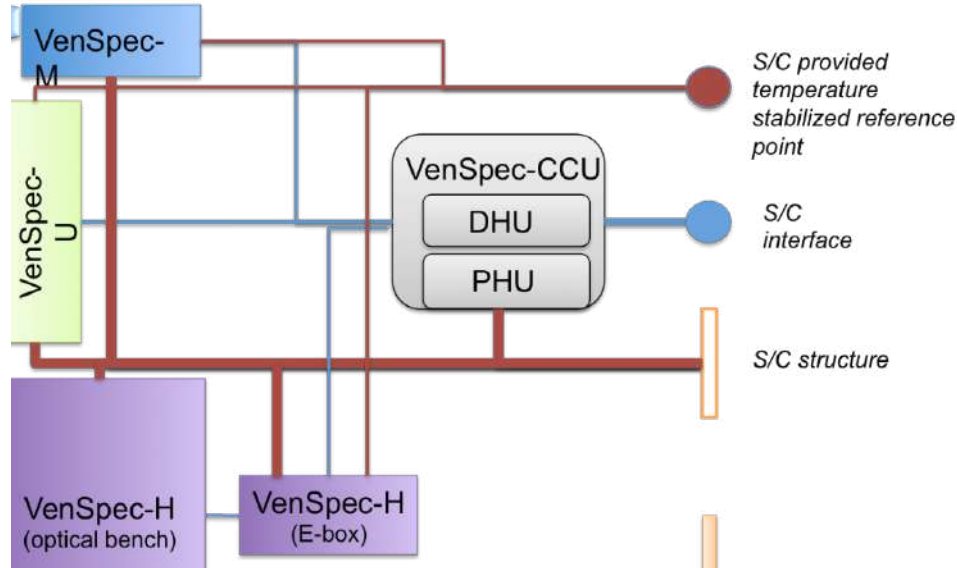 VenSpec-
M
S/C provided
temperature
stabilized reference
point
VenSpec-
U
VenSpec-CCU
DHU
PHU
S/C
interface
S/C structure
VenSpec-H
(optical bench)
VenSpec-H
(E-box)